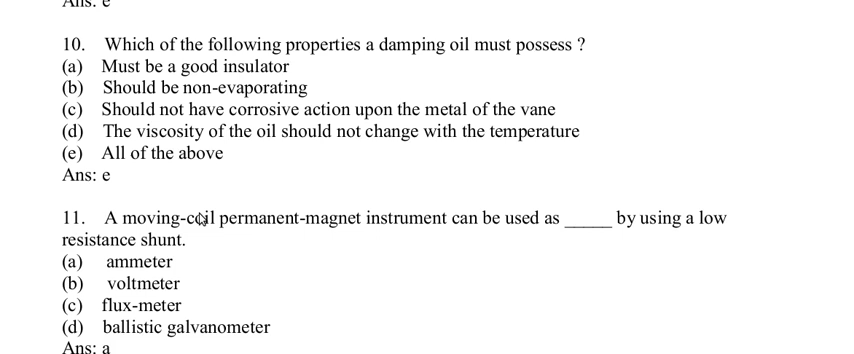 Ans: e
10. Which of the following properties a damping oil must possess ?
(a) Must be a good insulator
(b) Should be non-evaporating
(c) Should not have corrosive action upon the metal of the vane
(d) The viscosity of the oil should not change with the temperature
(e) All of the above
Ans: e
11. A moving-coil permanent-magnet instrument can be used as _____ by using a low
resistance shunt.
(a) ammeter
(b) voltmeter
(c) flux-meter
(d) ballistic galvanometer
Ans: a